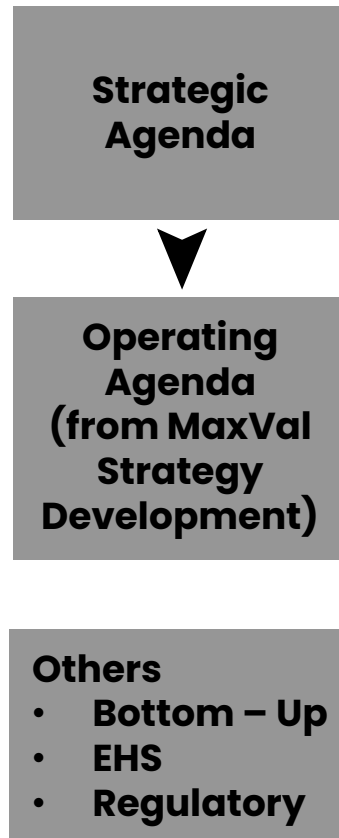 Strategic
Agenda
Operating
Agenda
(from MaxVal
Strategy
Development)
Others
• Bottom – Up
• EHS
• Regulatory